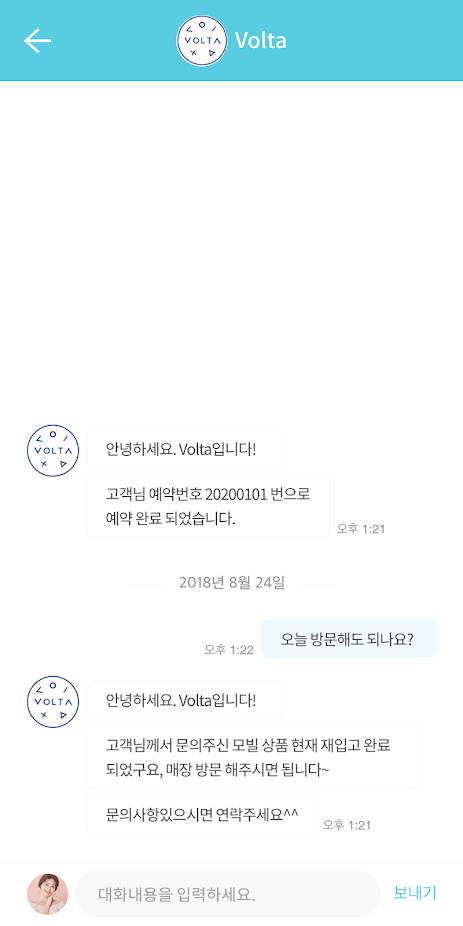 VOLTA
Volta
VOLTA
안녕하세요. Volta입니다!
고객님 예약번호 20200101 번으로
예약 완료 되었습니다.
오후 1:21
2018년 8월 24일
오후 1:22
오늘 방문해도 되나요?
VOLTA
안녕하세요. Volta입니다!
고객님께서 문의주신 모빌 상품 현재 재입고 완료
되었구요, 매장 방문 해주시면 됩니다~
문의사항있으시면 연락주세요^^
오후 1:21
대화내용을 입력하세요.
보내기